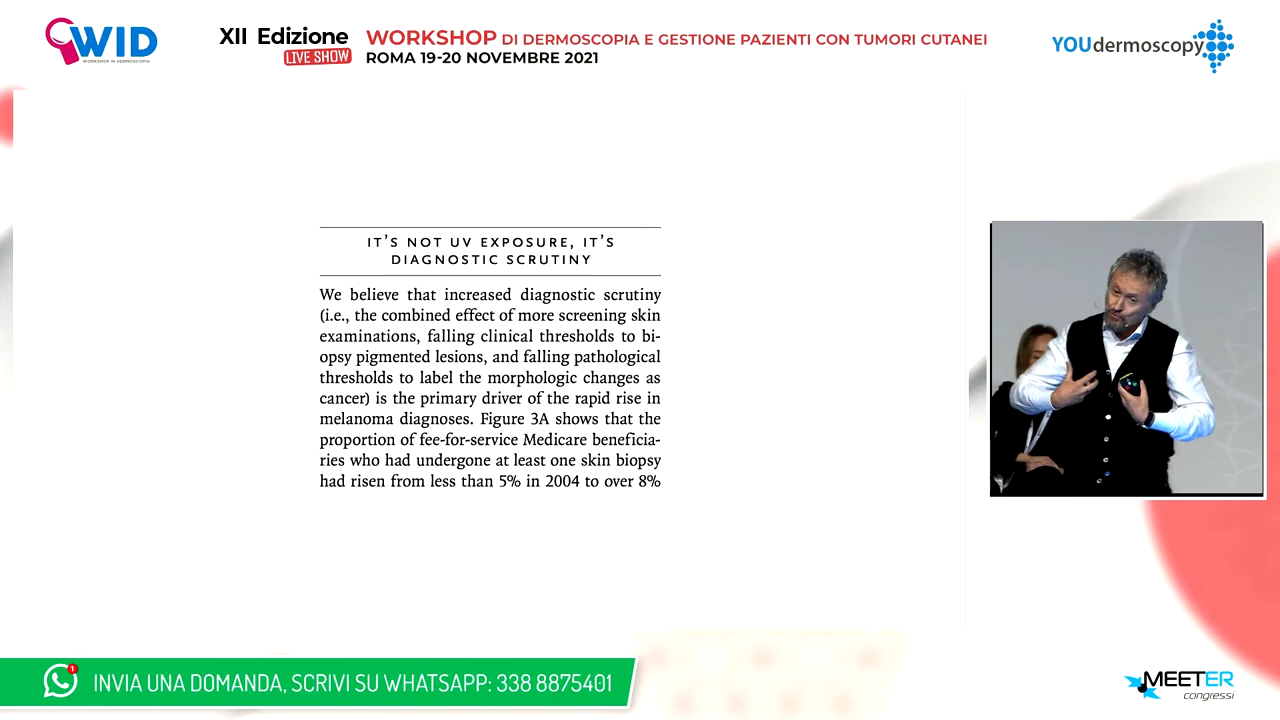 WID
WORKSHOP IN DERMOSCOPIA
XII Edizione
LIVE SHOW
WORKSHOP DI DERMOSCOPIA E GESTIONE PAZIENTI CON TUMORI CUTANEI
ROMA 19-20 NOVEMBRE 2021
YOUdermoscopy
IT'S NOT UV EXPOSURE, IT'S
DIAGNOSTIC SCRUTINY
We believe that increased diagnostic scrutiny
(i.e., the combined effect of more screening skin
examinations, falling clinical thresholds to bi-
opsy pigmented lesions, and falling pathological
thresholds to label the morphologic changes as
cancer) is the primary driver of the rapid rise in
melanoma diagnoses. Figure 3A shows that the
proportion of fee-for-service Medicare beneficia-
ries who had undergone at least one skin biopsy
had risen from less than 5% in 2004 to over 8%
1
INVIA UNA DOMANDA, SCRIVI SU WHATSAPP: 338 8875401
MEETER
congressi